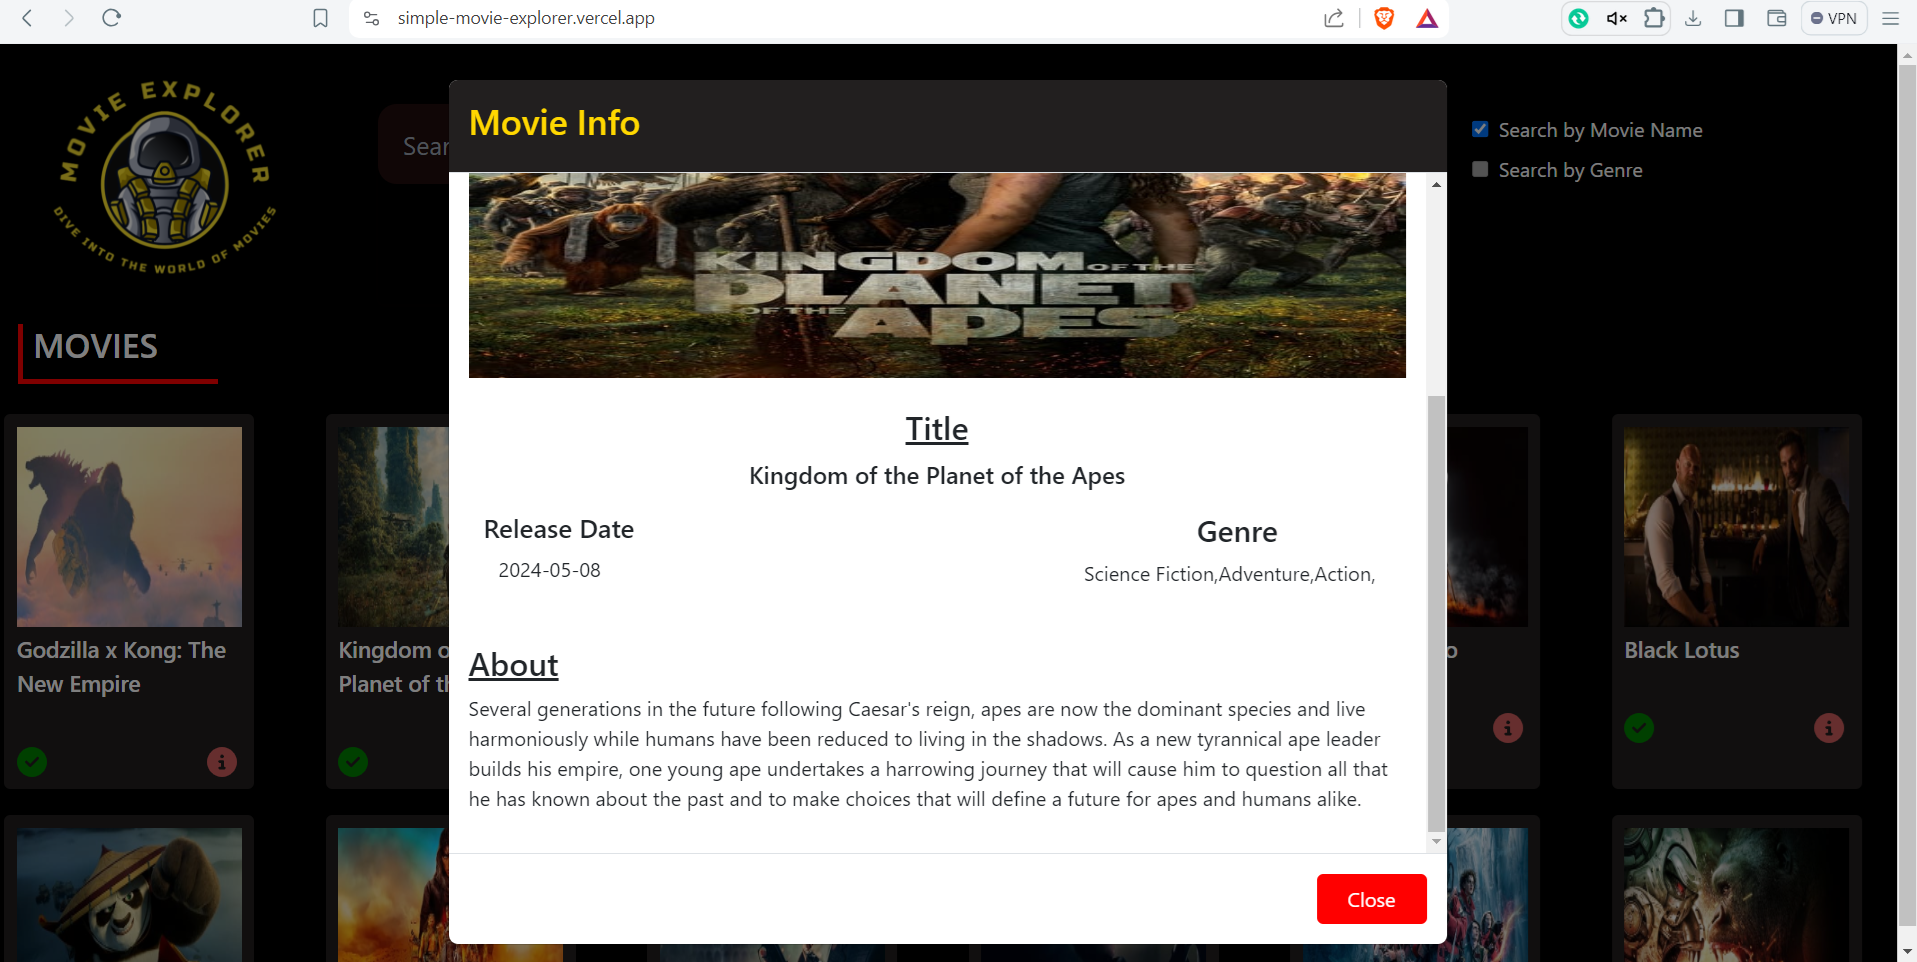 simple-movie-explorer.vercel.app
VPN
MOVIE EXPLORER
DIVE INTO THE WORLD OF MOVIES
Sear
Movie Info
Search by Movie Name
Search by Genre
KINGDOM OF THE
PLANET
OF THE
APES
MOVIES
Title
Kingdom of the Planet of the Apes
Release Date
Genre
2024-05-08
Science Fiction,Adventure,Action,
About
Several generations in the future following Caesar's reign, apes are now the dominant species and live
harmoniously while humans have been reduced to living in the shadows. As a new tyrannical ape leader
builds his empire, one young ape undertakes a harrowing journey that will cause him to question all that
he has known about the past and to make choices that will define a future for apes and humans alike.
Close
Godzilla x Kong: The
New Empire
Kingdom o
Planet of th
o
Black Lotus